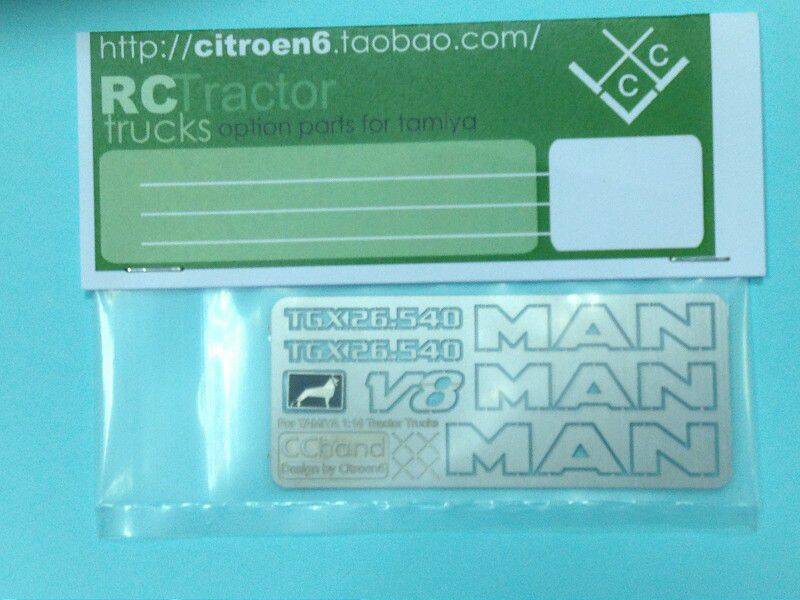 http://citroen6.taobao.com/
C
C
RCTractor
trucks option parts for tamiya
TGX26.540
MAN
TGX26.540
V8
MAN
For TAMIYA 1:14 Tractor Trucks
CChand
Design by Citroen6
MAN